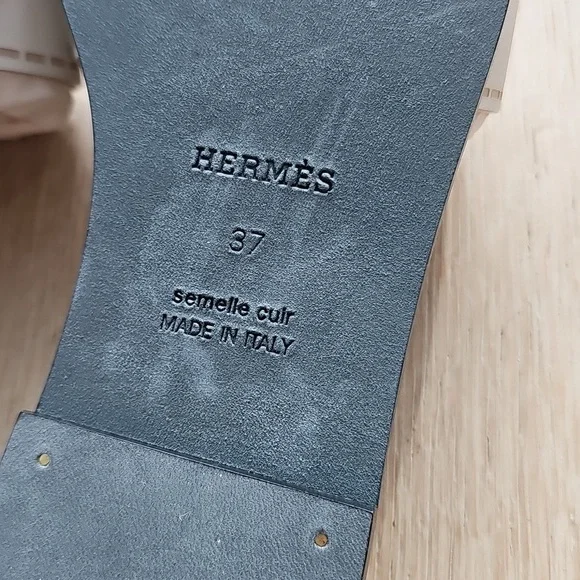 HERMÈS
37
semelle cuir
MADE IN ITALY